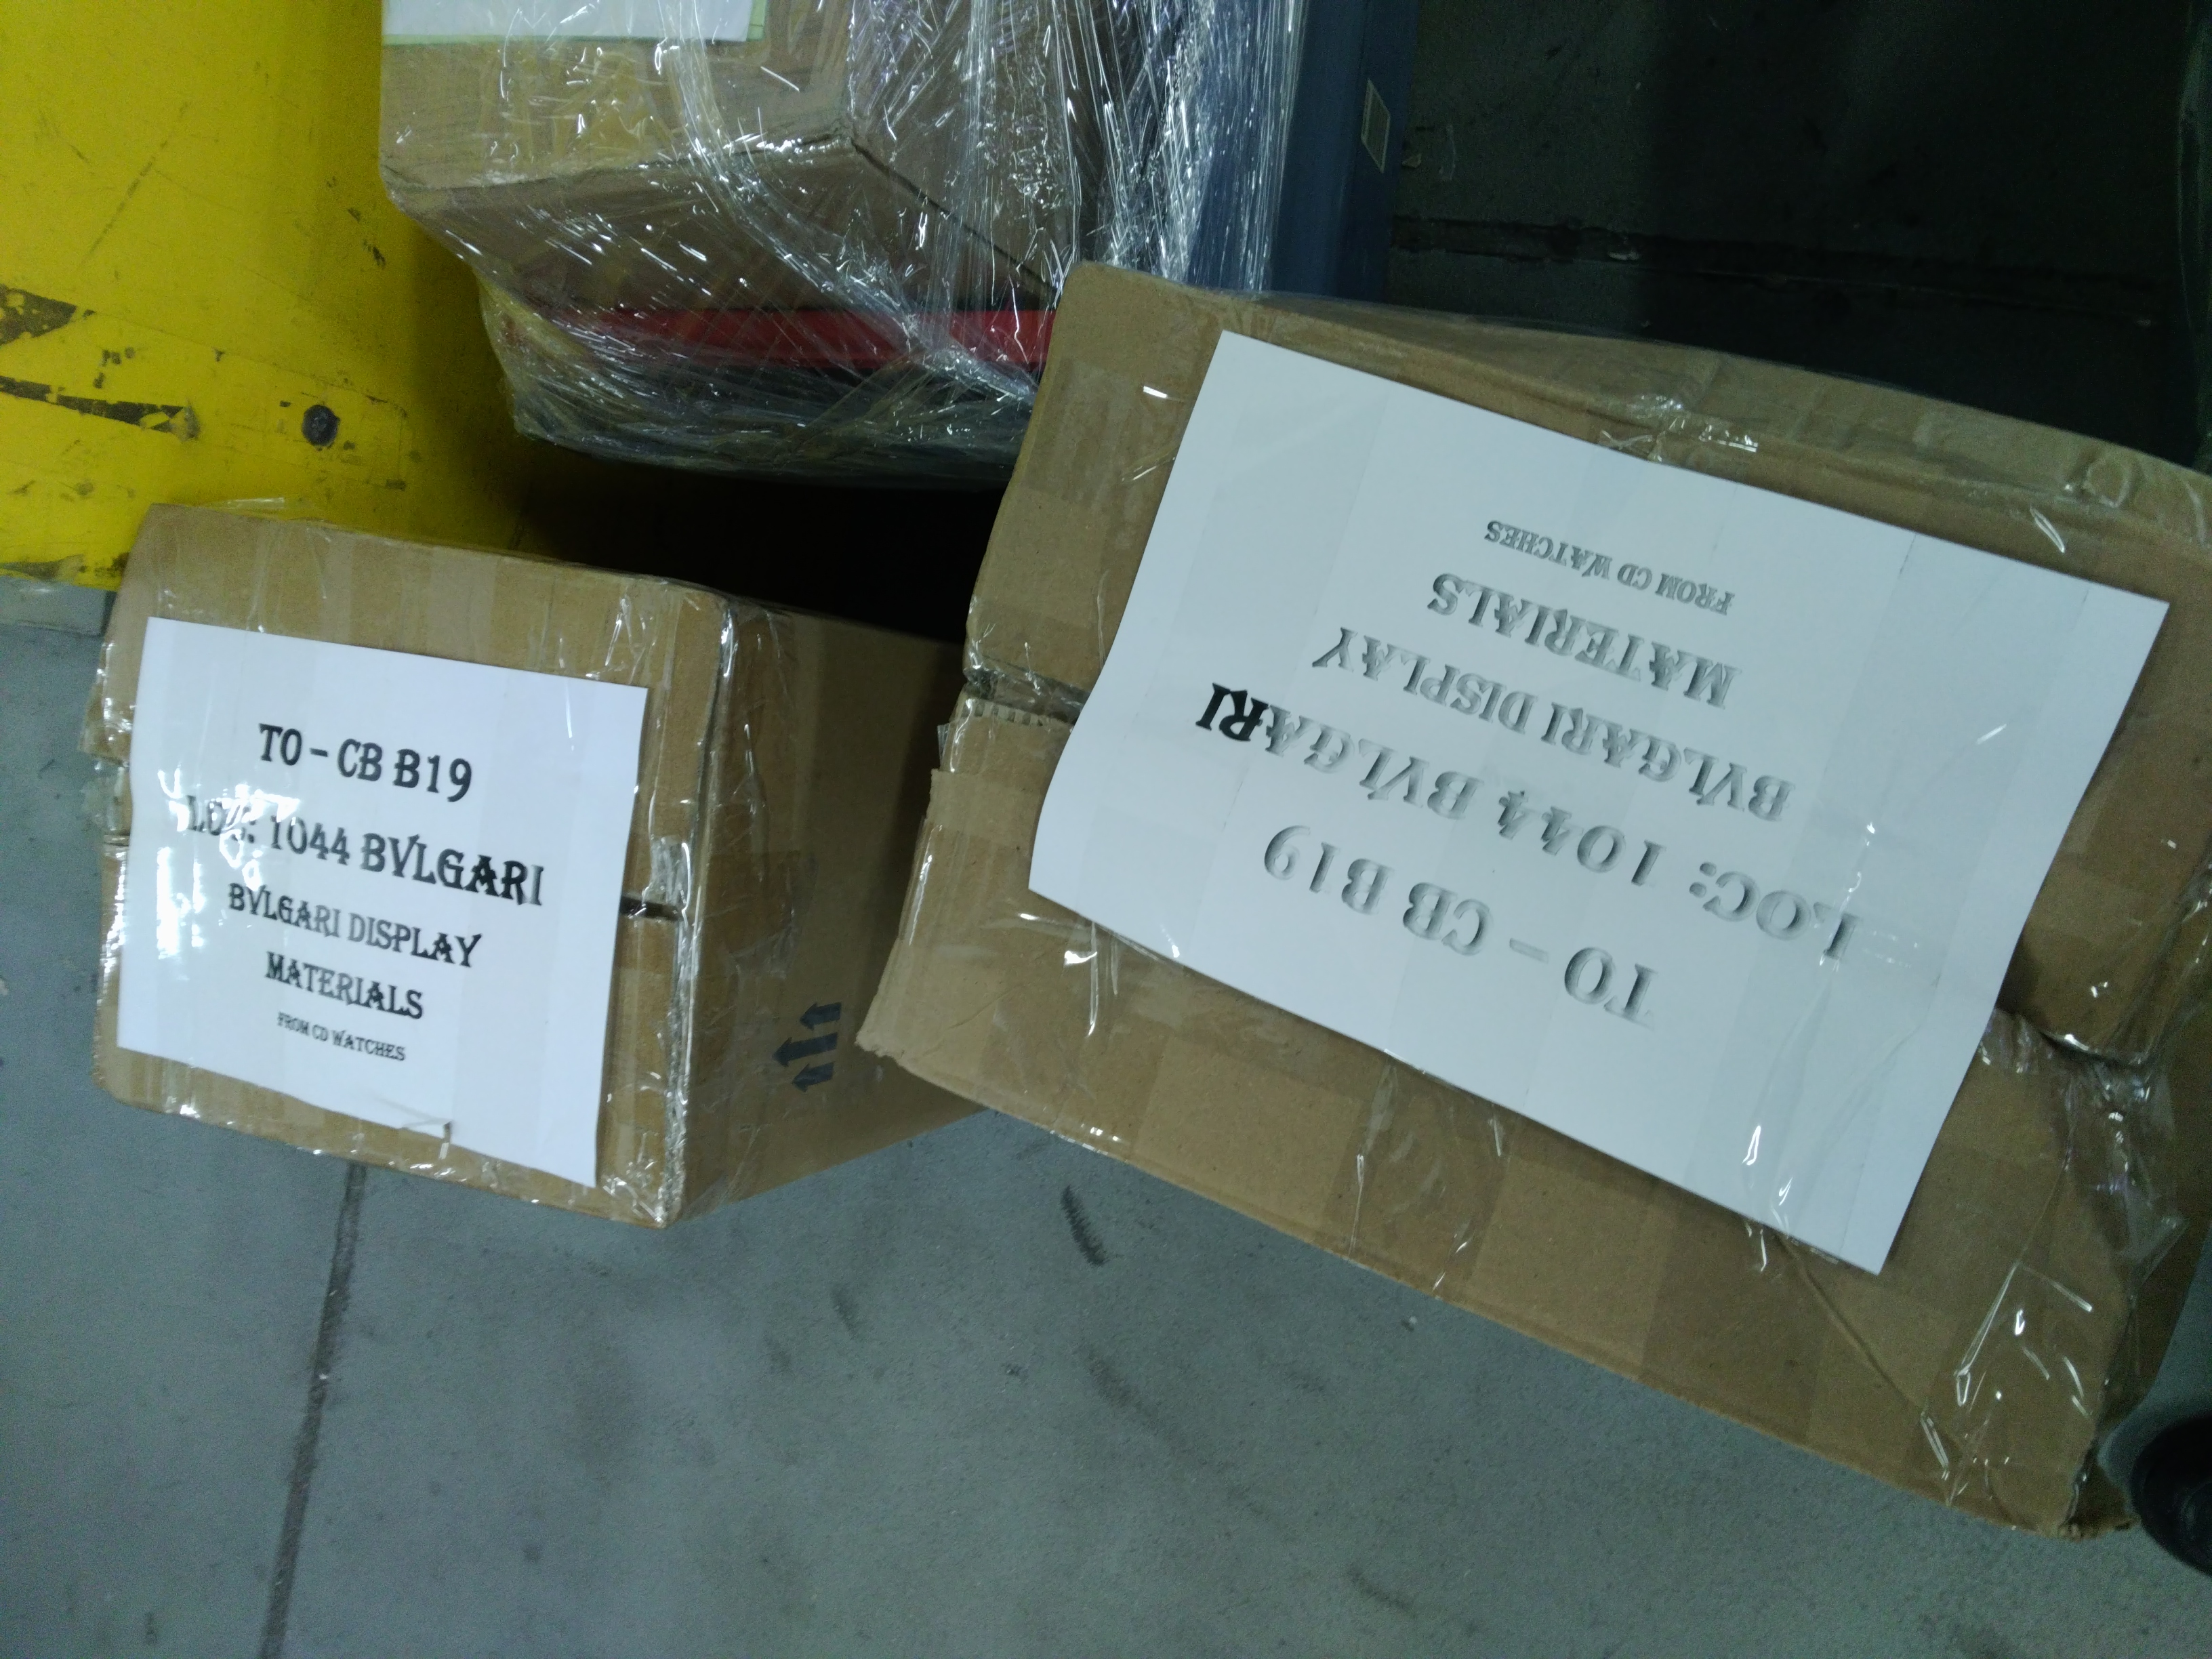 TO – CB B19
LOC: 1044 BVLGARI
BVLGARI DISPLAY
MATERIALS
FROM CD WATCHES
TO – CB B19
LOC: 1044 BVLGARI
BVLGARI DISPLAY
MATERIALS
FROM CD WATCHES